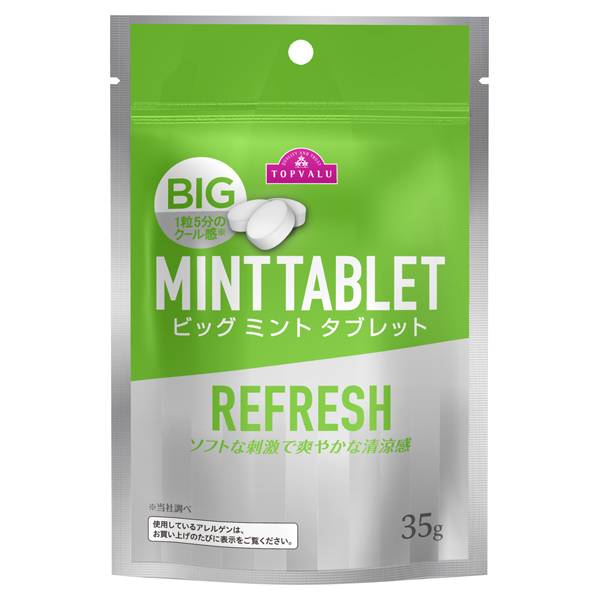 QUALITY AND TRUST
TOPVALU
BIG
1粒5分の
クール感※
MINT TABLET
ビッグ ミント タブレット
REFRESH
ソフトな刺激で爽やかな清涼感
※当社調べ
使用しているアレルゲンは、
お買い上げのたびに表示をご覧ください。
35g